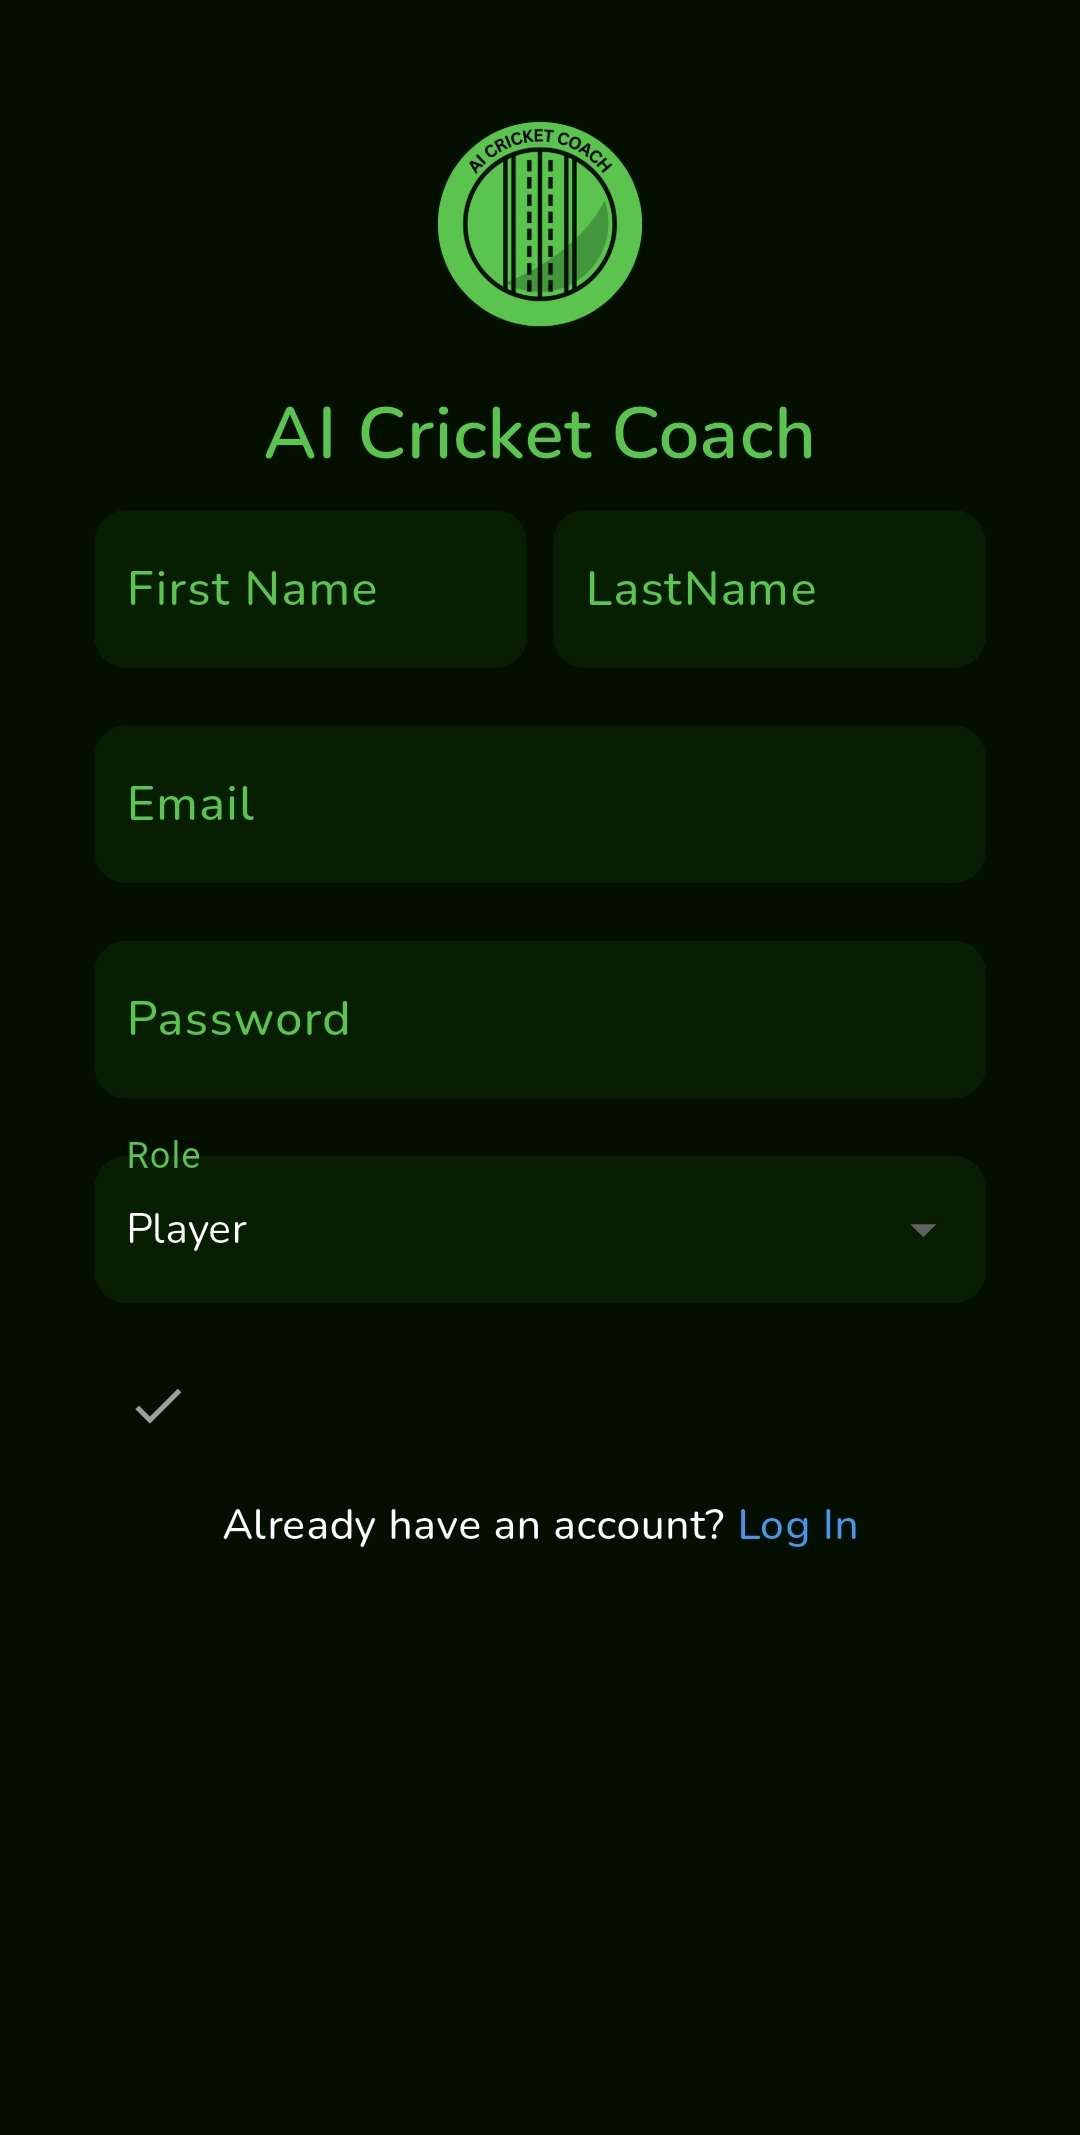 AI CRICKET COACH
AI Cricket Coach
First Name
LastName
Email
Password
Role
Player
Already have an account? Log In